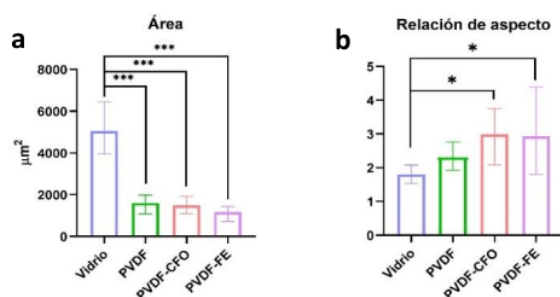 a
Área
***
***
***
μm²
8000
6000
4000
2000
0
Vidrio
PVDF
PVDF-CFO
PVDF-FE
b
Relación de aspecto
*
*
5
4
3
2
1
0
Vidrio
PVDF
PVDF-CFO
PVDF-FE